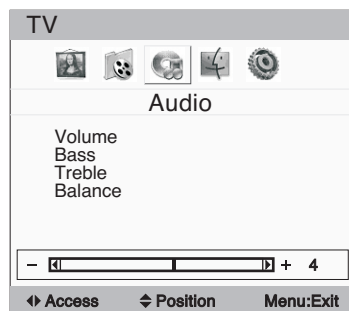 TV
Audio
Volume
Bass
Treble
Balance
− + 4
Access Position Menu:Exit